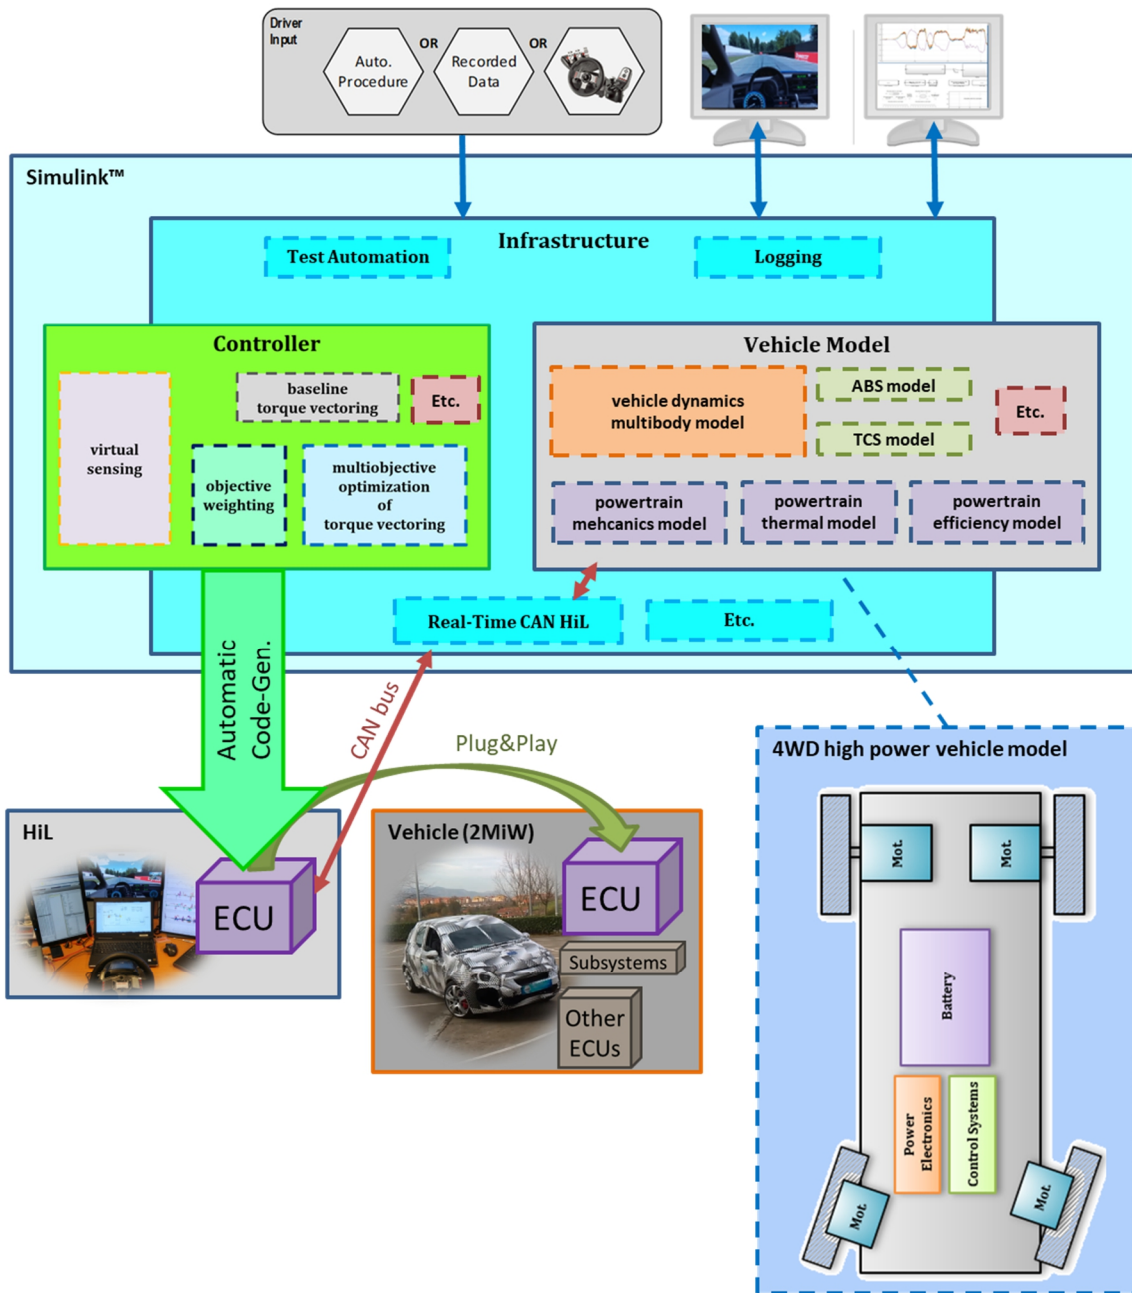 Driver
Input
OR
OR
Auto.
Procedure
Recorded
Data
Simulink™
Infrastructure
Test Automation
Logging
Controller
baseline
torque vectoring
Etc.
virtual
sensing
objective
weighting
multiobjective
optimization
of
torque vectoring
Vehicle Model
vehicle dynamics
multibody model
ABS model
TCS model
Etc.
powertrain
mehcanics model
powertrain
thermal model
powertrain
efficiency model
Real-Time CAN HiL
Etc.
Automatic
Code-Gen.
CAN bus
Plug&Play
HiL
ECU
Vehicle (2MiW)
ECU
Subsystems
Other
ECUs
4WD high power vehicle model
Mot.
Mot.
Battery
Power
Electronics
Control Systems
Mot.
Mot.